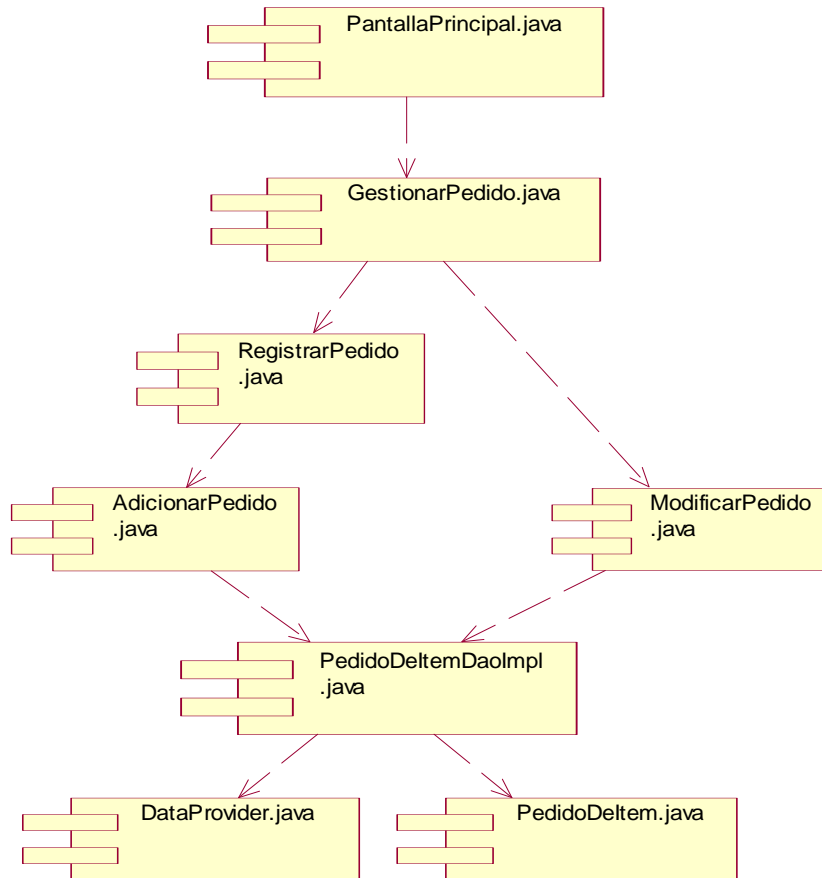 PantallaPrincipal.java
GestionarPedido.java
RegistrarPedido
.java
AdicionarPedido
.java
ModificarPedido
.java
PedidoDeItemDaoImpl
.java
DataProvider.java
PedidoDeItem.java